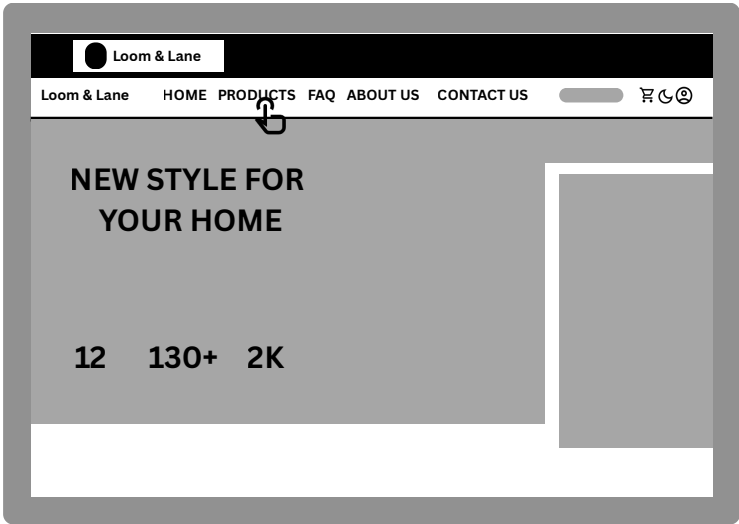 Loom & Lane
Loom & Lane HOME PRODUCTS FAQ ABOUT US CONTACT US
NEW STYLE FOR
YOUR HOME
12 130+ 2K